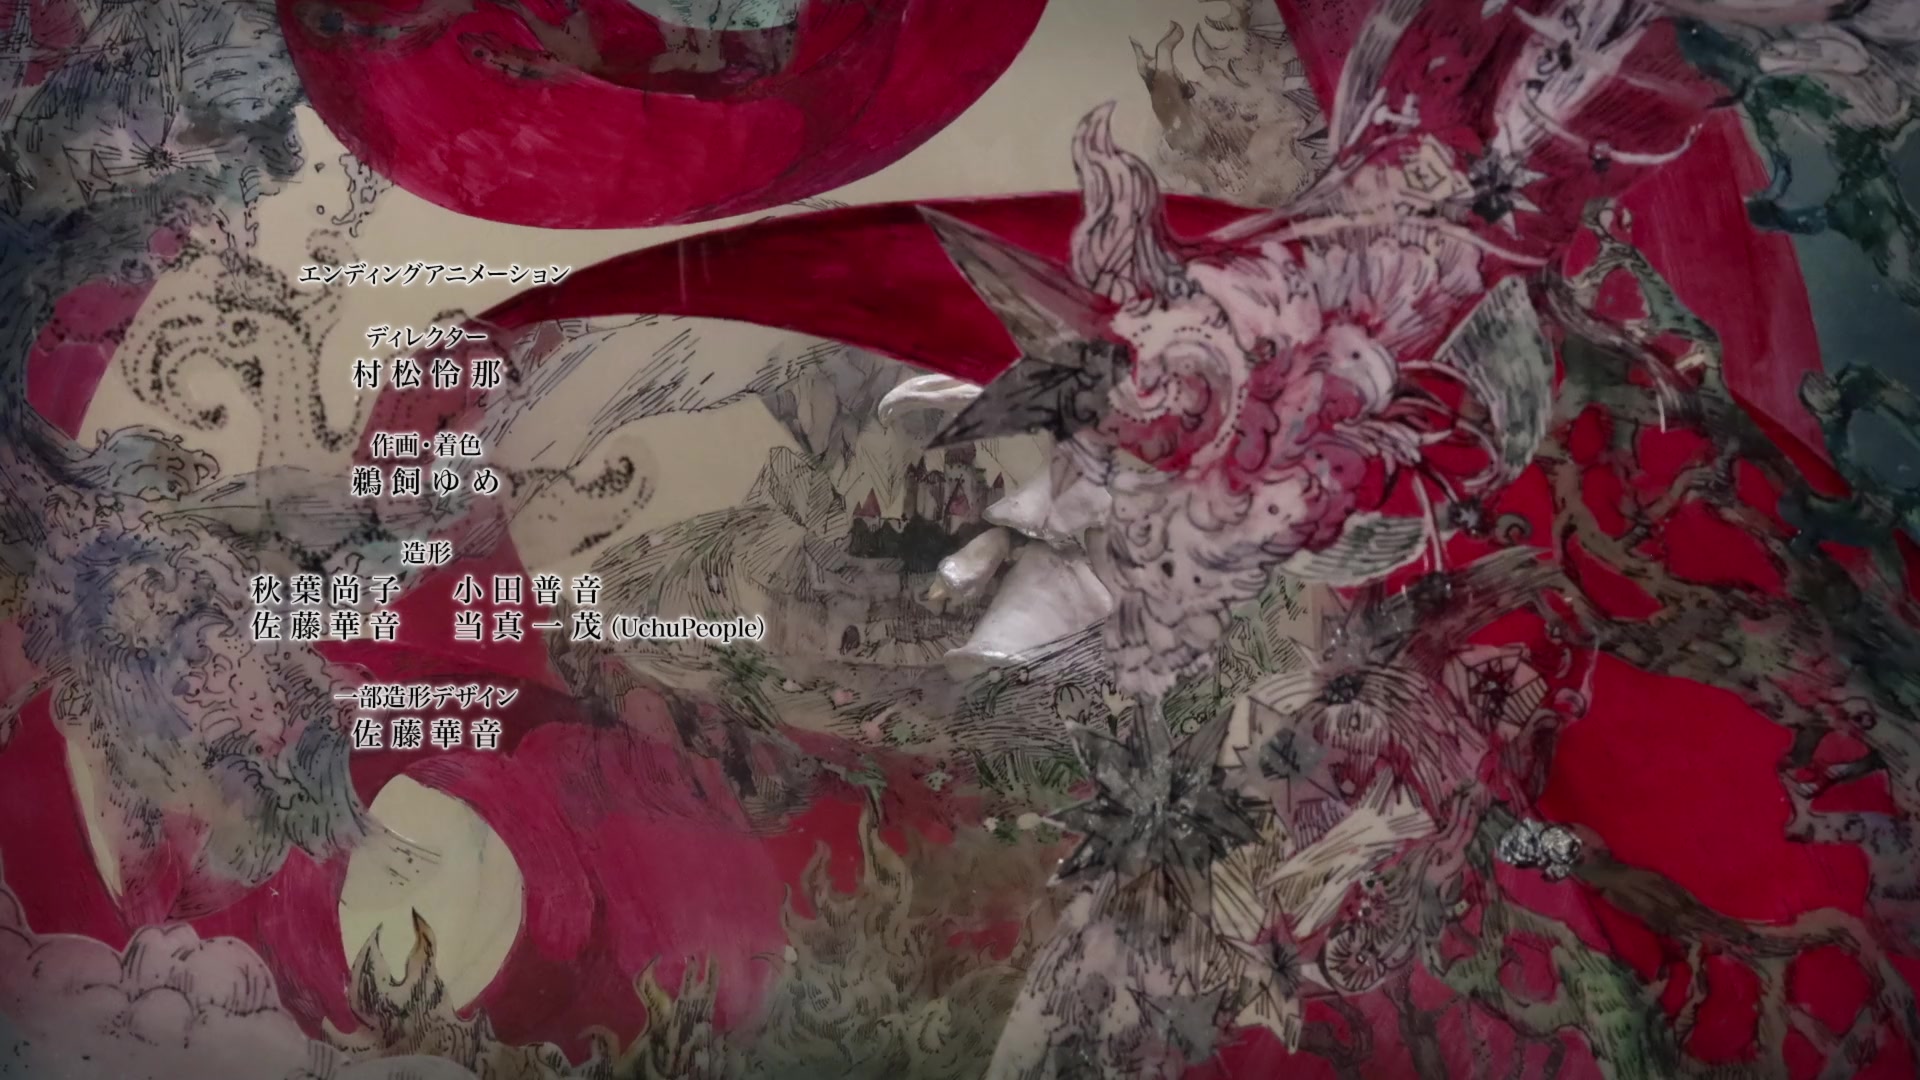 エンディングアニメーション
ディレクター
村松怜那
作画・着色
鵜飼ゆめ
造形
秋葉尚子　小田普音
佐藤華音　当真一茂(UchuPeople)
一部造形デザイン
佐藤華音